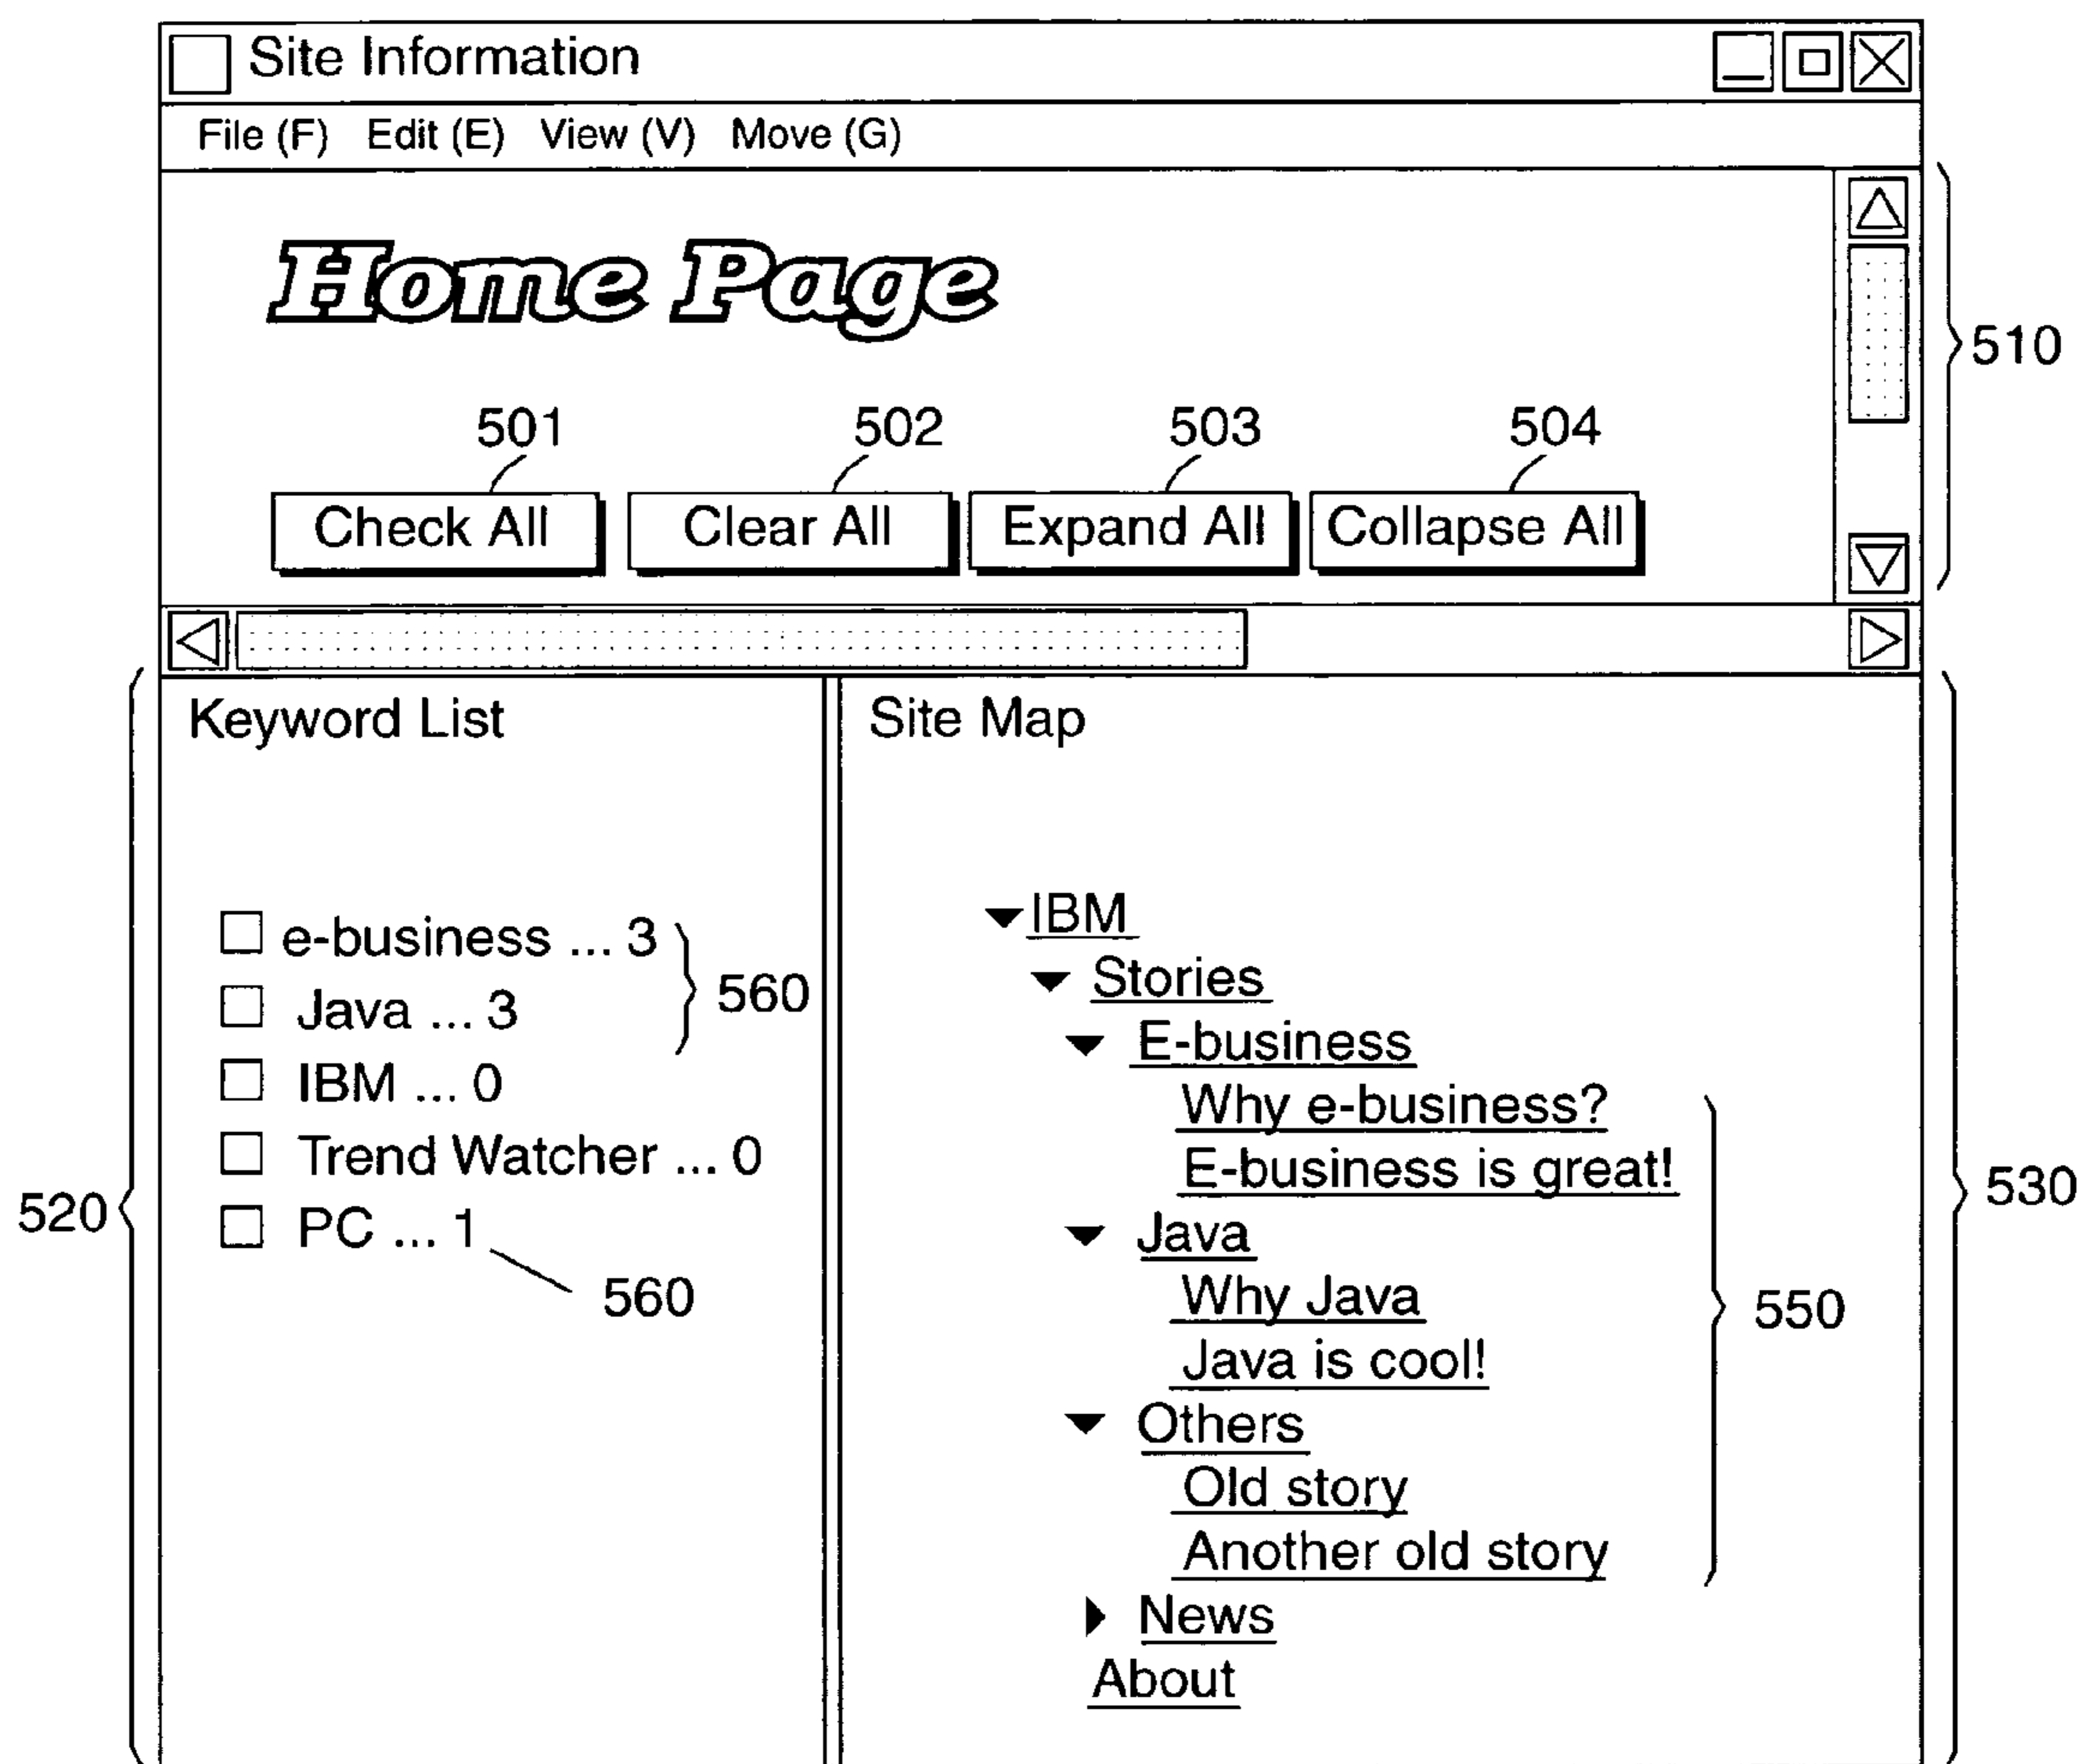 Site Information
File (F) Edit (E) View (V) Move (G)
Home Page
510
501 502 503 504
Check All Clear All Expand All Collapse All
Keyword List
e-business ... 3
Java ... 3
560
IBM ... 0
Trend Watcher ... 0
PC ... 1
560
520
Site Map
IBM
Stories
E-business
Why e-business?
E-business is great!
Java
Why Java
Java is cool!
Others
Old story
Another old story
News
About
550
530